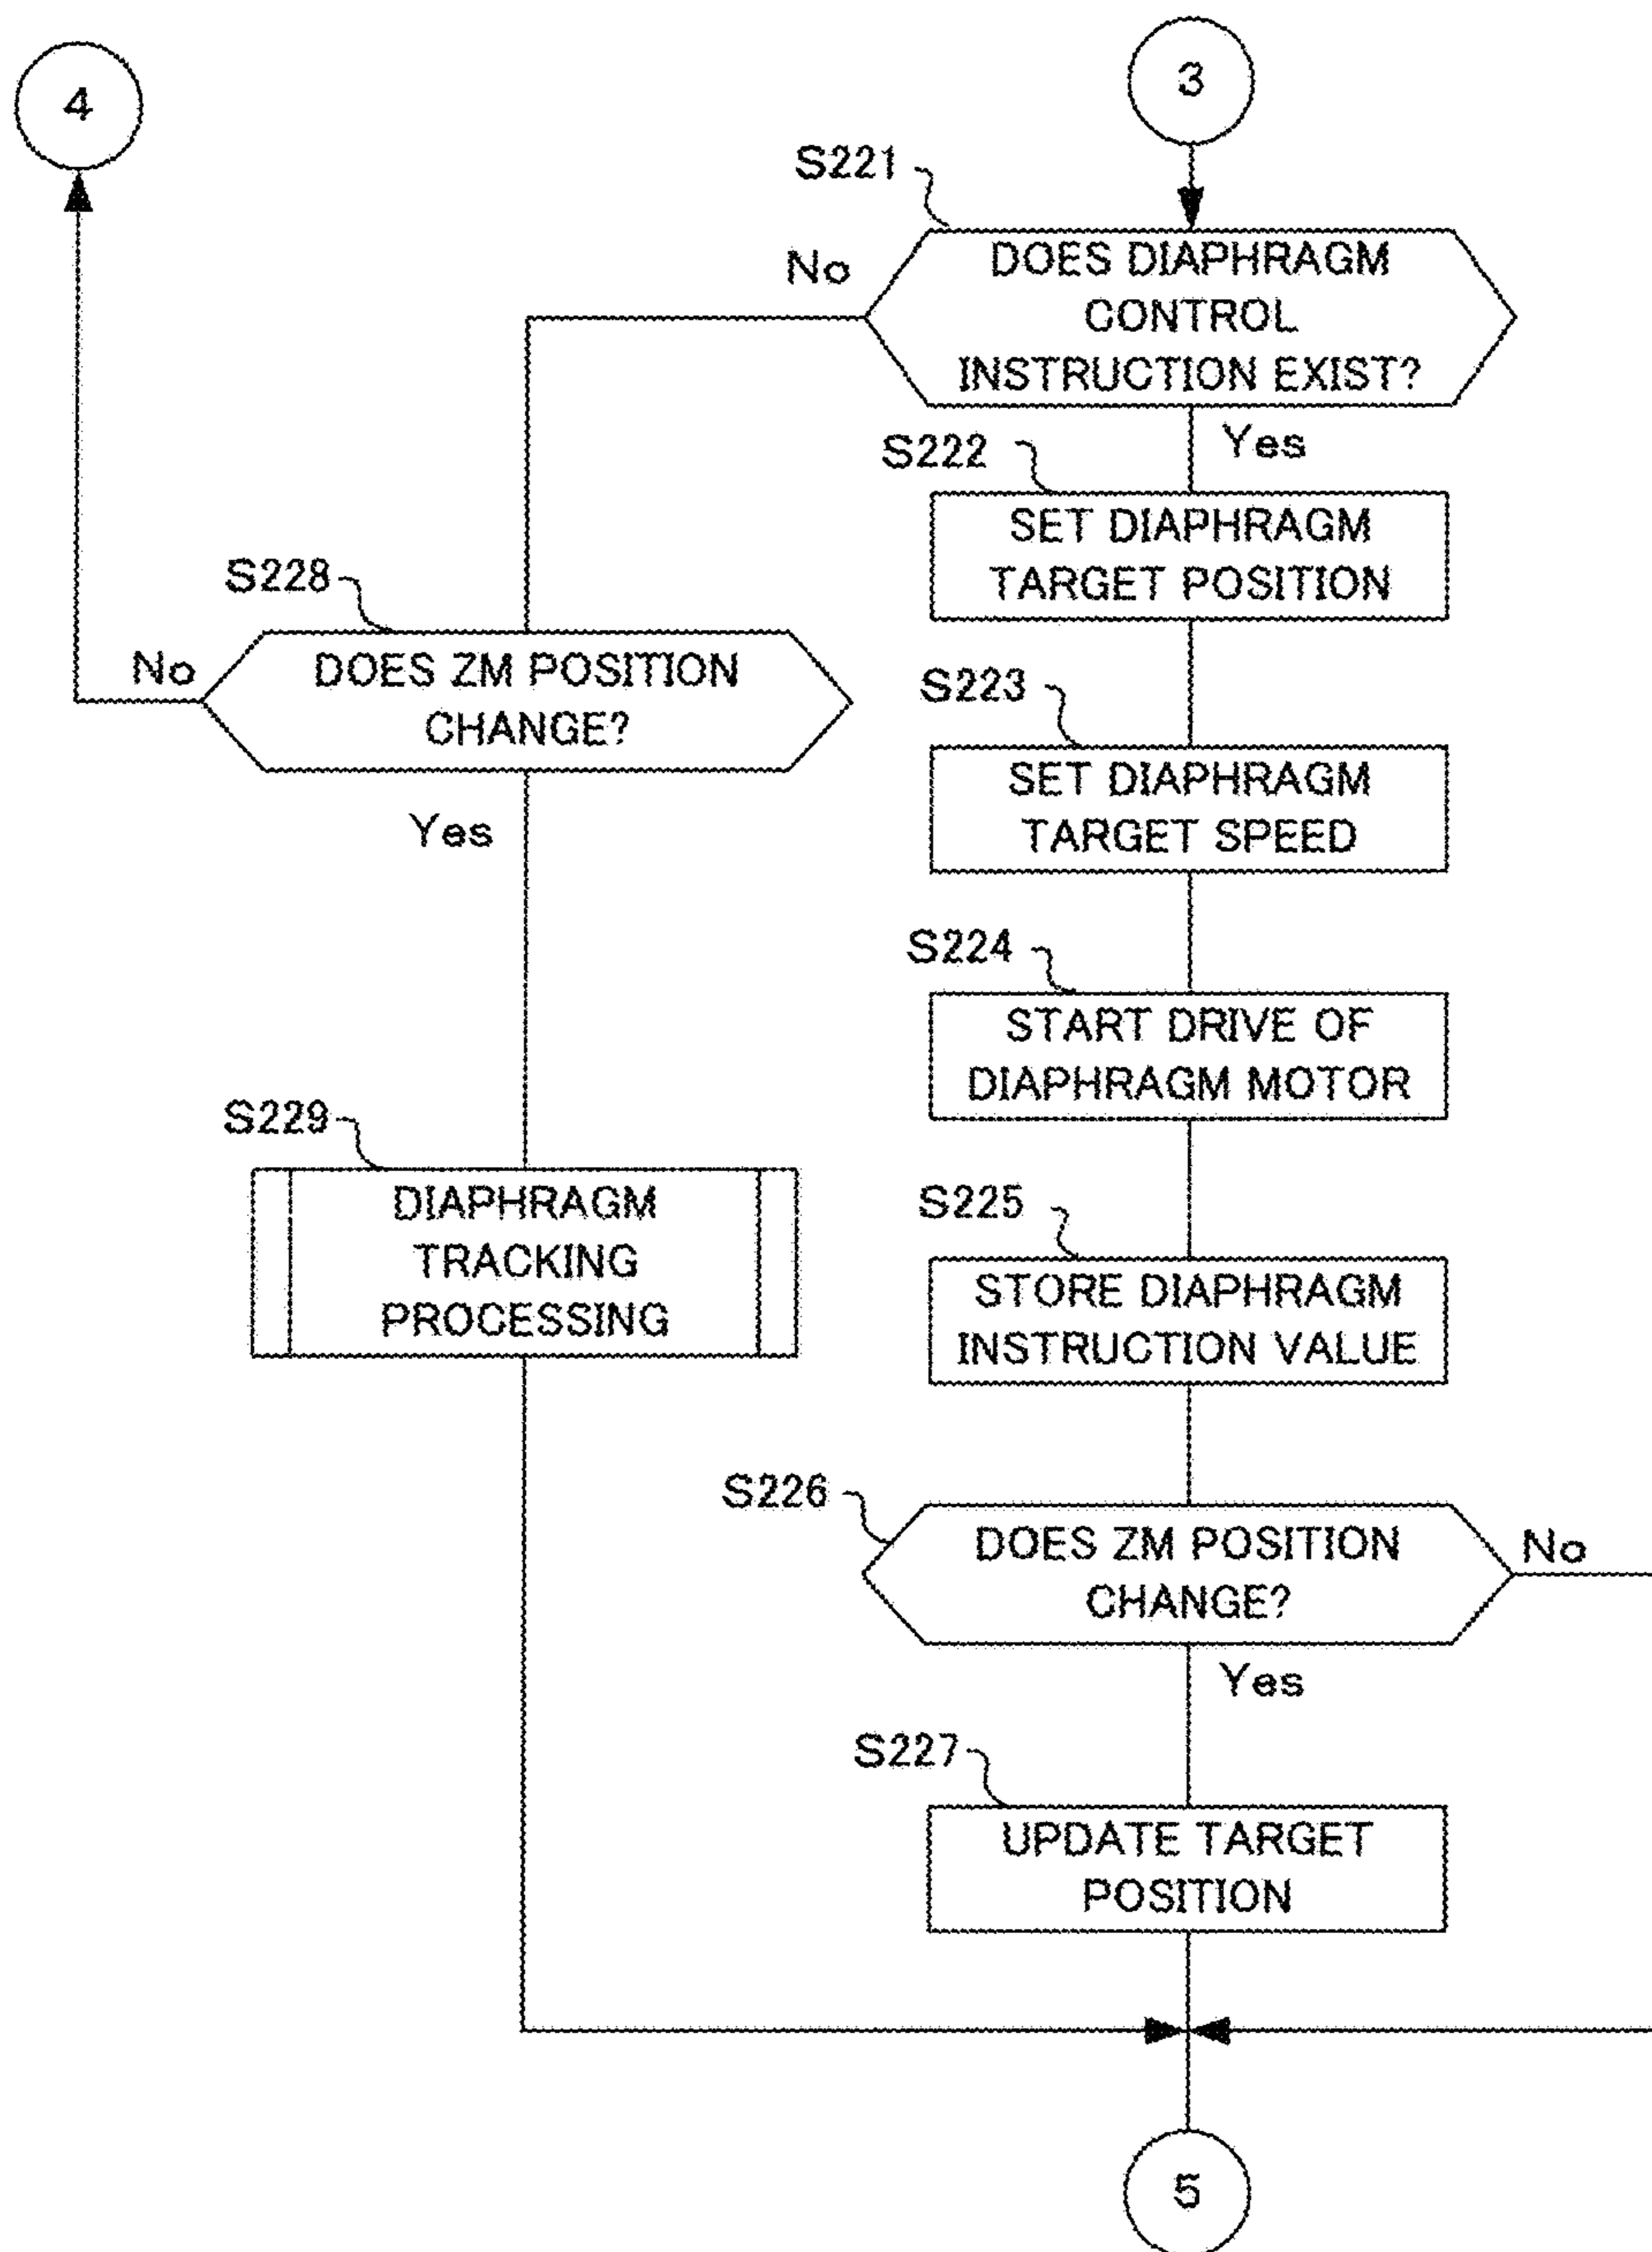 4
3
S221
No
DOES DIAPHRAGM
CONTROL
INSTRUCTION EXIST?
Yes
S222
SET DIAPHRAGM
TARGET POSITION
S228
No
DOES ZM POSITION
CHANGE?
Yes
S223
SET DIAPHRAGM
TARGET SPEED
S224
START DRIVE OF
DIAPHRAGM MOTOR
S229
DIAPHRAGM
TRACKING
PROCESSING
S225
STORE DIAPHRAGM
INSTRUCTION VALUE
S226
DOES ZM POSITION
CHANGE?
No
Yes
S227
UPDATE TARGET
POSITION
5